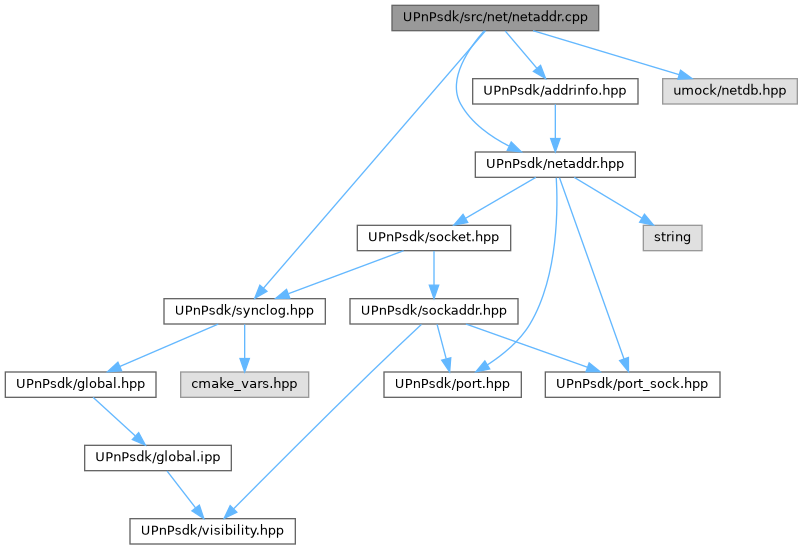 UPnPsdk/src/net/netaddr.cpp
UPnPsdk/addrinfo.hpp
umock/netdb.hpp
UPnPsdk/netaddr.hpp
UPnPsdk/socket.hpp
string
UPnPsdk/synclog.hpp
UPnPsdk/sockaddr.hpp
UPnPsdk/global.hpp
cmake_vars.hpp
UPnPsdk/port.hpp
UPnPsdk/port_sock.hpp
UPnPsdk/global.ipp
UPnPsdk/visibility.hpp